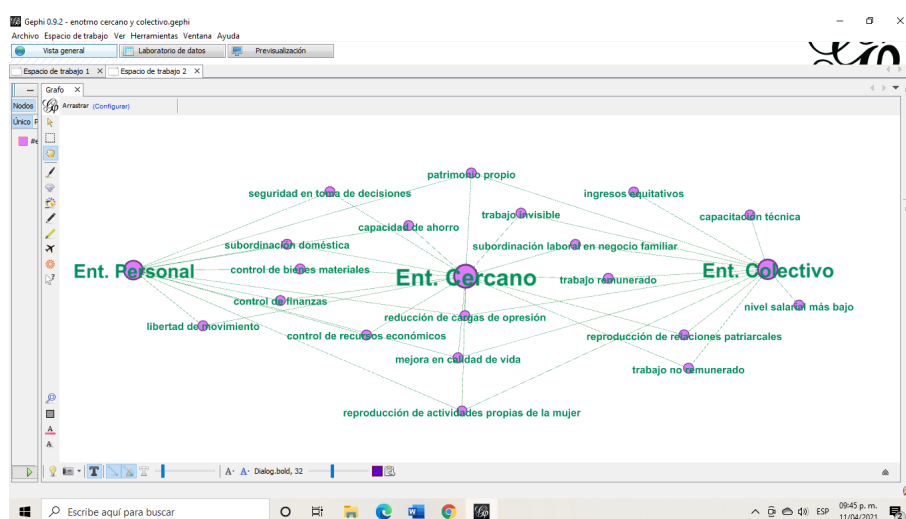 Gephi 0.9.2 - enotrno cercano y colectivo.gephi
Archivo Espacio de trabajo Ver Herramientas Ventana Ayuda
Vista general Laboratorio de datos Previsualización
Espacio de trabajo 1 X Espacio de trabajo 2 X
Grafo X
Nodos Arrastrar (Configurar)
Único
patrimonio propio
seguridad en toma de decisiones ingresos equitativos
trabajo invisible capacitación técnica
capacidad de ahorro
subordinación doméstica subordinación laboral en negocio familiar
Ent. Personal control de bienes materiales Ent. Cercano trabajo remunerado Ent. Colectivo
control de finanzas nivel salarial más bajo
libertad de movimiento reducción de cargas de opresión
control de recursos económicos reproducción de relaciones patriarcales
mejora en calidad de vida
trabajo no remunerado
reproducción de actividades propias de la mujer
A- A- Dialog.bold, 32
Escribe aquí para buscar ESP 09:45 p. m.
11/04/2021